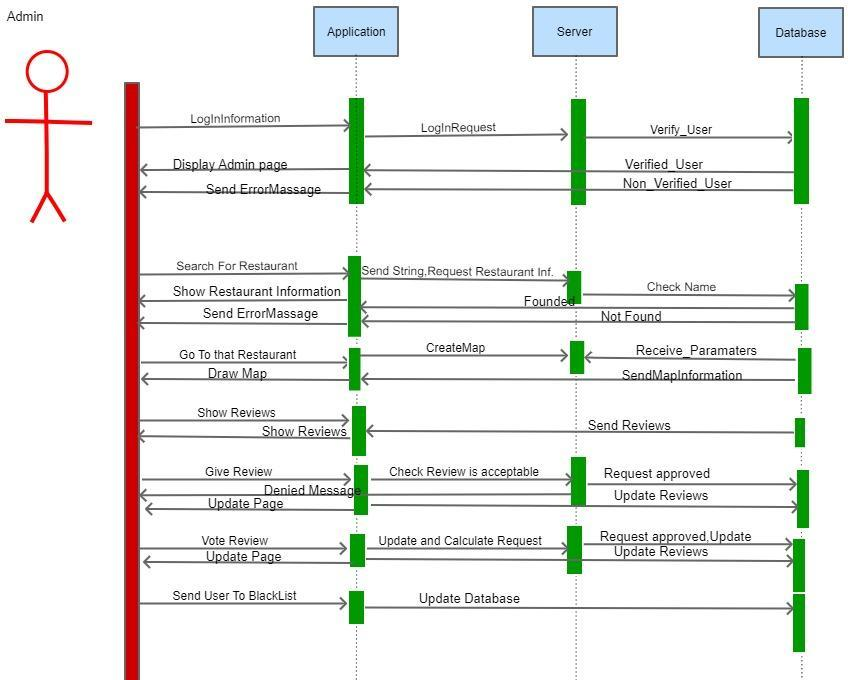 Admin
Application
Server
Database
LogInInformation
LogInRequest
Verify_User
Display Admin page
Verified_User
Send ErrorMassage
Non_Verified_User
Search For Restaurant
Send String,Request Restaurant Inf.
Check Name
Show Restaurant Information
Founded
Send ErrorMassage
Not Found
Go To that Restaurant
CreateMap
Receive_Paramaters
Draw Map
SendMapInformation
Show Reviews
Send Reviews
Show Reviews
Give Review
Check Review is acceptable
Request approved
Denied Message
Update Reviews
Update Page
Vote Review
Update and Calculate Request
Request approved,Update
Update Page
Update Reviews
Send User To BlackList
Update Database